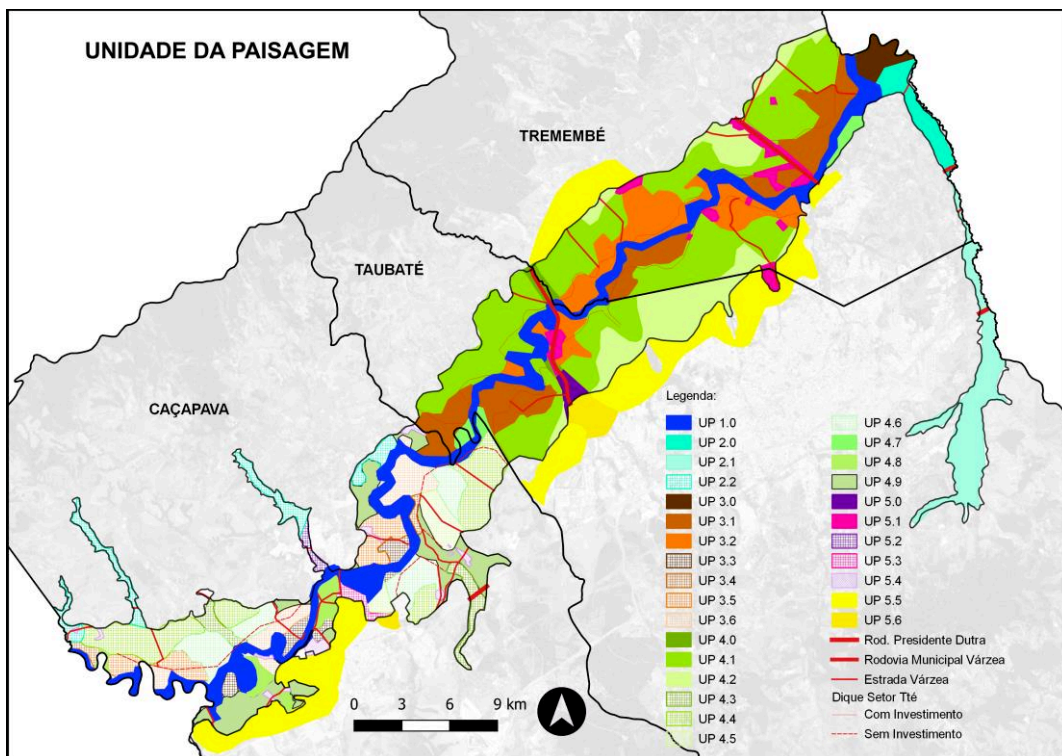 UNIDADE DA PAISAGEM
TREMEMBÉ
TAUBATÉ
CAÇAPAVA
Legenda:
UP 1.0
UP 2.0
UP 2.1
UP 2.2
UP 3.0
UP 3.1
UP 3.2
UP 3.3
UP 3.4
UP 3.5
UP 3.6
UP 4.0
UP 4.1
UP 4.2
UP 4.3
UP 4.4
UP 4.5
UP 4.6
UP 4.7
UP 4.8
UP 4.9
UP 5.0
UP 5.1
UP 5.2
UP 5.3
UP 5.4
UP 5.5
UP 5.6
Rod. Presidente Dutra
Rodovia Municipal Várzea
Estrada Várzea
Dique Setor Tté
Com Investimento
Sem Investimento
0 3 6 9 km